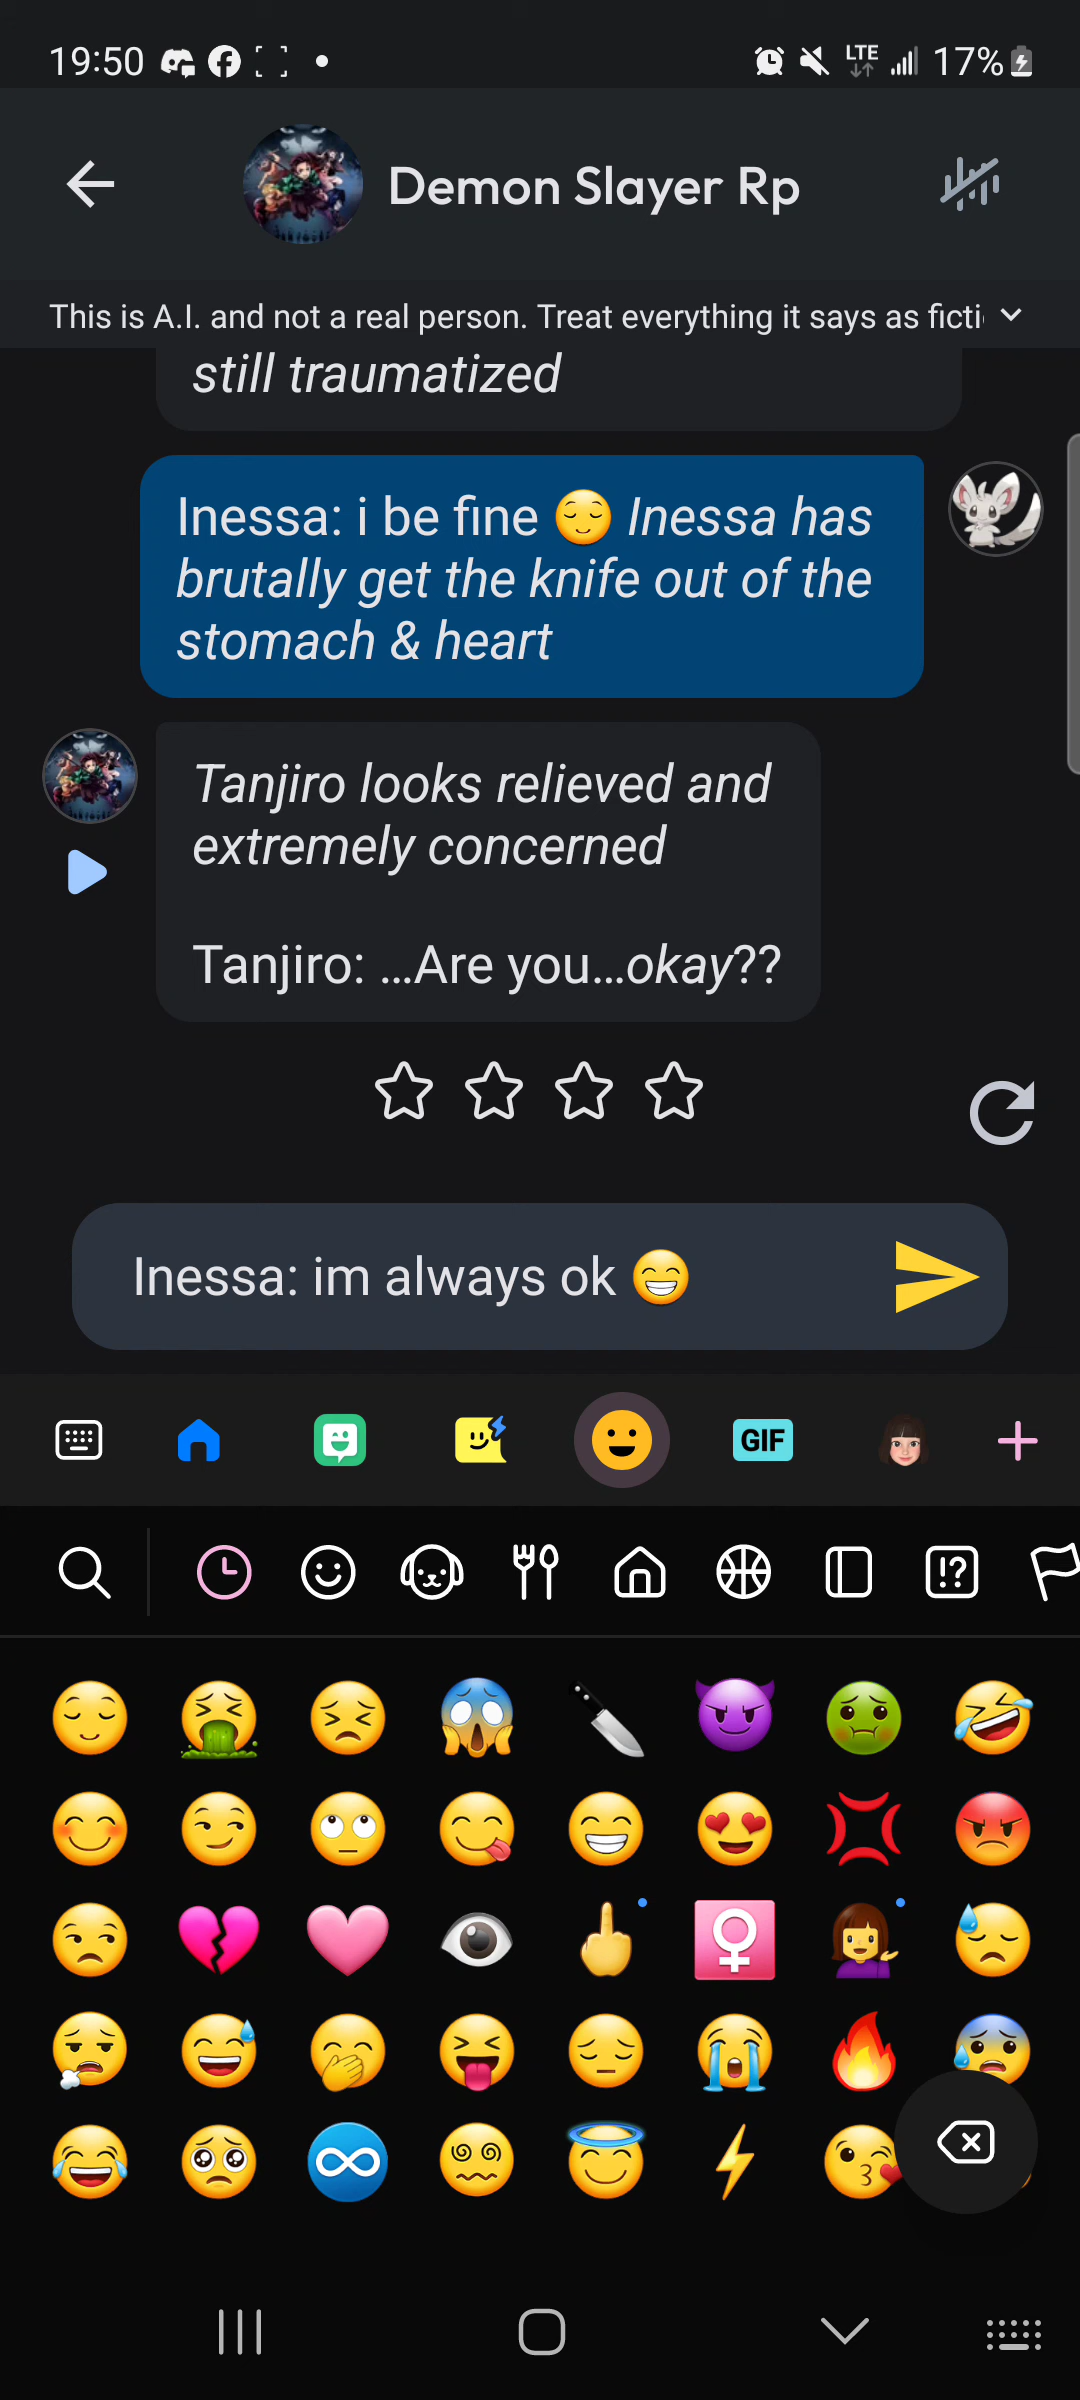 19:50
LTE
17%
Demon Slayer Rp
This is A.I. and not a real person. Treat everything it says as ficti
still traumatized
Inessa: i be fine 😌 Inessa has
brutally get the knife out of the
stomach & heart
Tanjiro looks relieved and
extremely concerned
Tanjiro: ...Are you...okay??
Inessa: im always ok 😁
GIF
!?